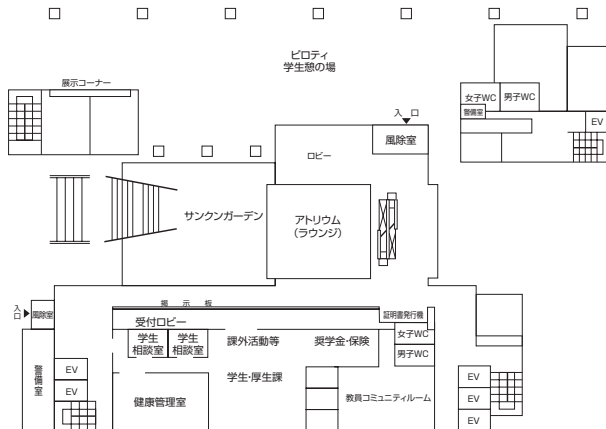 ピロティ
学生憩の場
展示コーナー
女子WC
男子WC
警備室
EV
入口
風除室
ロビー
サンクンガーデン
アトリウム
（ラウンジ）
入口
風除室
掲示板
証明書発行機
受付ロビー
学生
相談室
学生
相談室
課外活動等
奨学金・保険
女子WC
男子WC
警備室
EV
EV
学生・厚生課
健康管理室
教員コミュニティルーム
EV
EV
EV